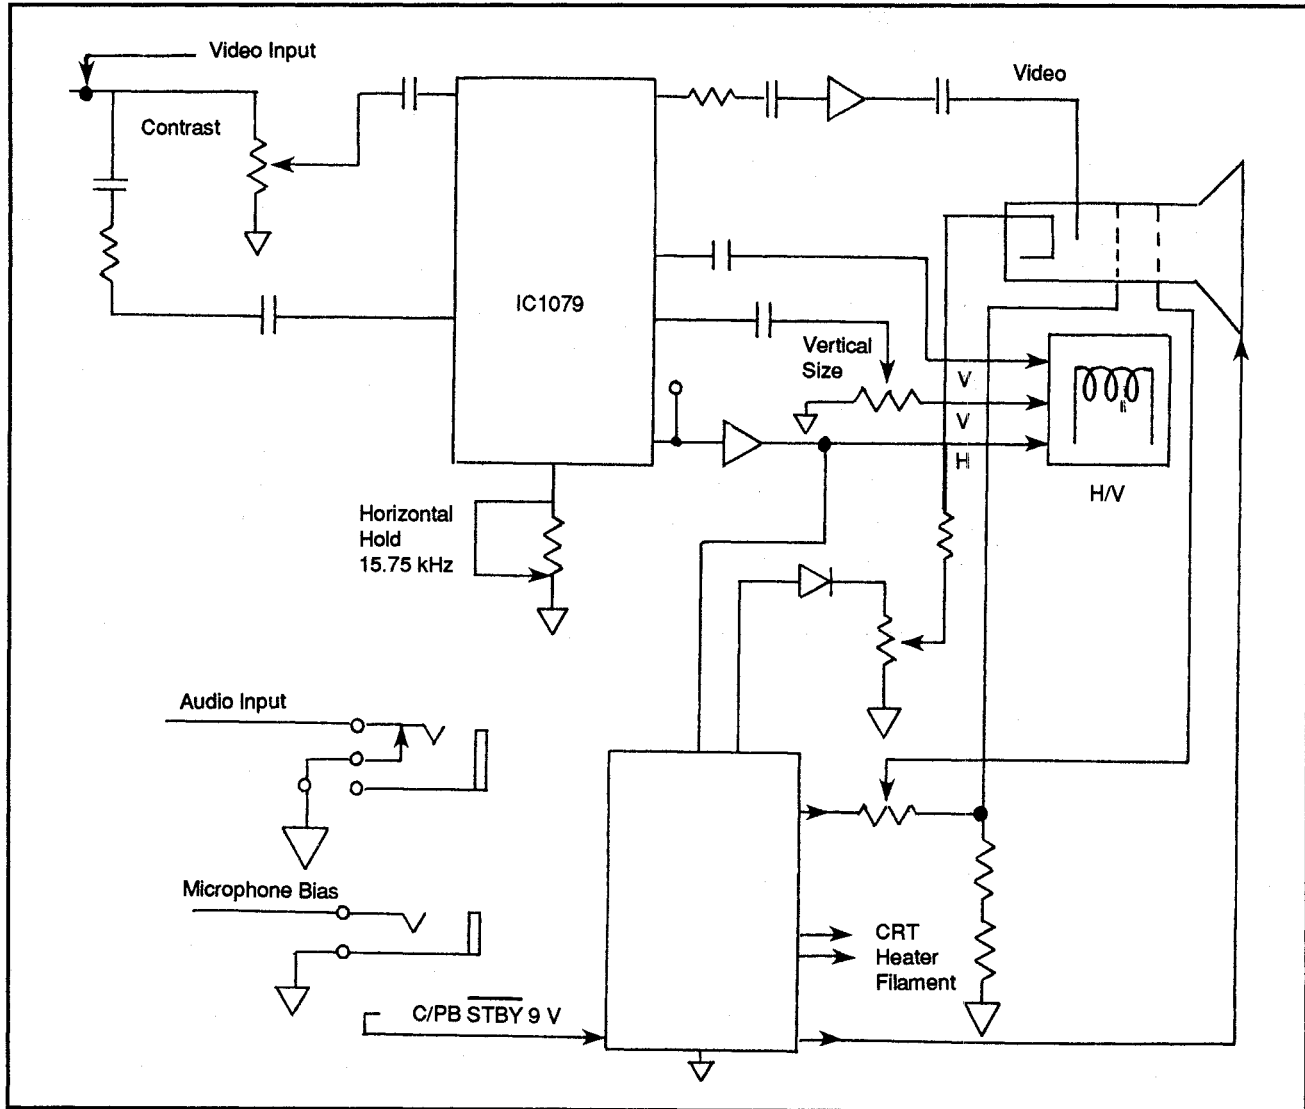 Video Input
Video
Contrast
IC1079
Vertical
Size
V
V
H
H/V
Horizontal
Hold
15.75 kHz
Audio Input
Microphone Bias
CRT
Heater
Filament
C/PB STBY 9 V